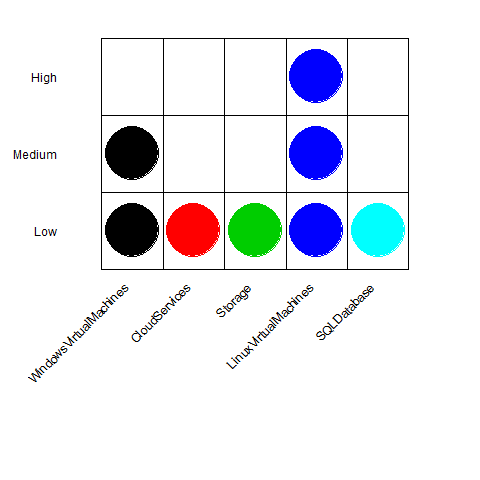 High
Medium
Low
WindowsVirtualMachines
CloudServices
Storage
LinuxVirtualMachines
SQLDatabase